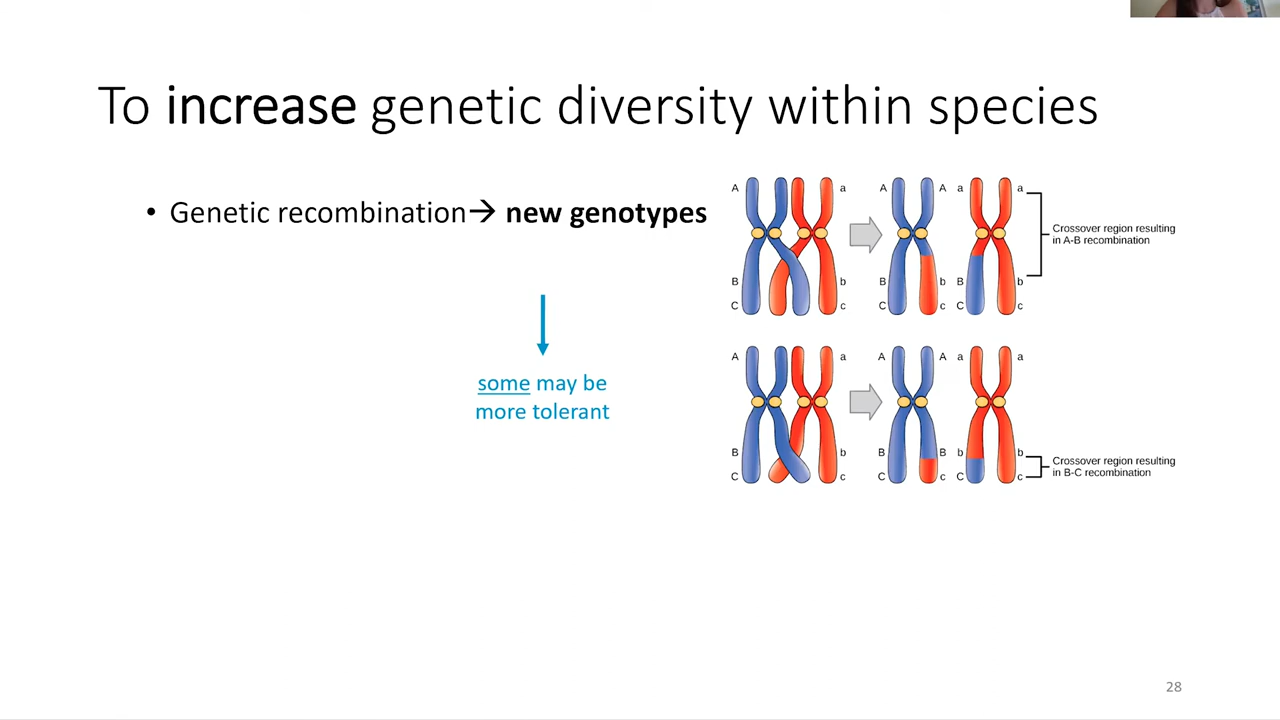 To increase genetic diversity within species
• Genetic recombination→ new genotypes
some may be
more tolerant
A a A A a a
Crossover region resulting
in A-B recombination
B b B b B b
C c C c C c
A a A A a a
B b B B b b
Crossover region resulting
in B-C recombination
C c C c C c
28